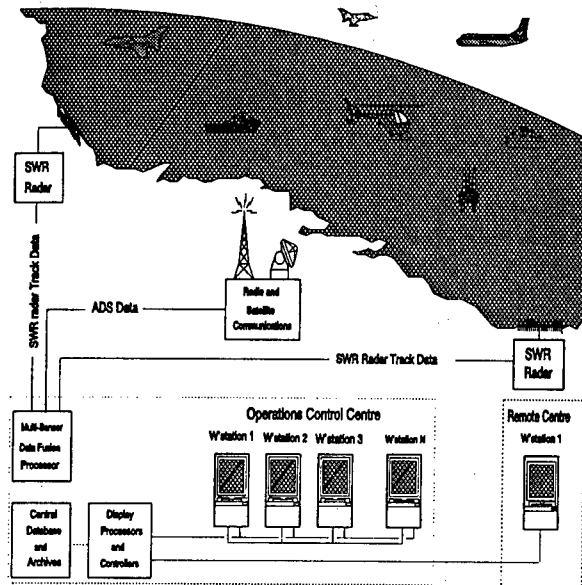 SWR
Radar
SWR radar Track Data
ADS Data
Radio and
Satellite
Communications
SWR Radar Track Data
SWR
Radar
Multi-Sensor
Data Fusion
Processor
Operations Control Centre
W'station 1
W'station 2
W'station 3
W'station N
Remote Centre
W'station 1
Central
Database
and
Archives
Display
Processors
and
Controllers